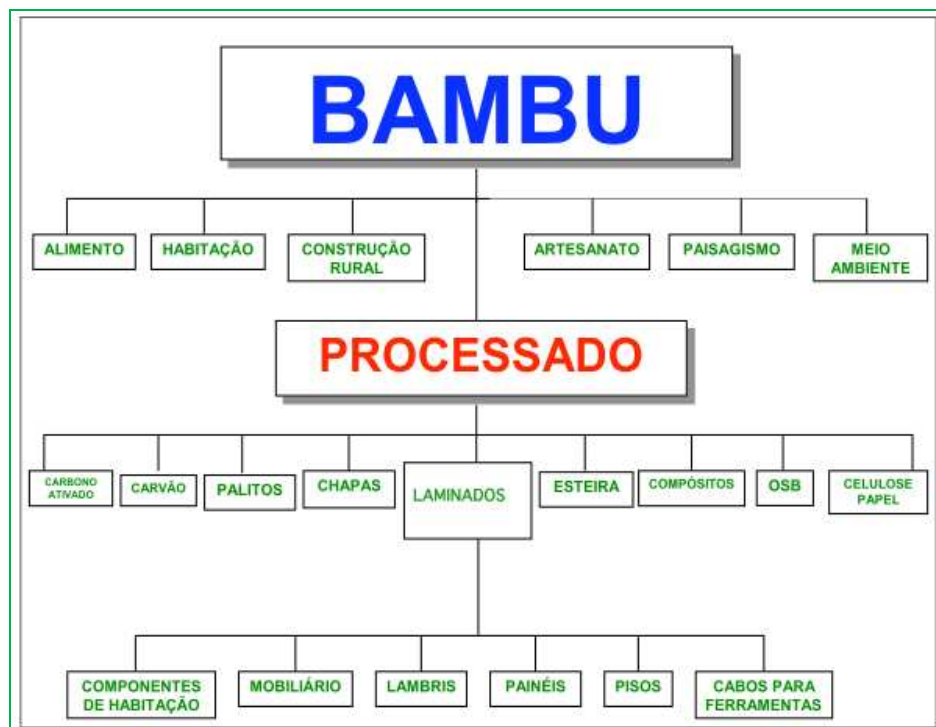 BAMBU
ALIMENTO
HABITAÇÃO
CONSTRUÇÃO
RURAL
ARTESANATO
PAISAGISMO
MEIO
AMBIENTE
PROCESSADO
CARBONO
ATIVADO
CARVÃO
PALITOS
CHAPAS
LAMINADOS
ESTEIRA
COMPÓSITOS
OSB
CELULOSE
PAPEL
COMPONENTES
DE HABITAÇÃO
MOBILIÁRIO
LAMBRIS
PAINÉIS
PISOS
CABOS PARA
FERRAMENTAS